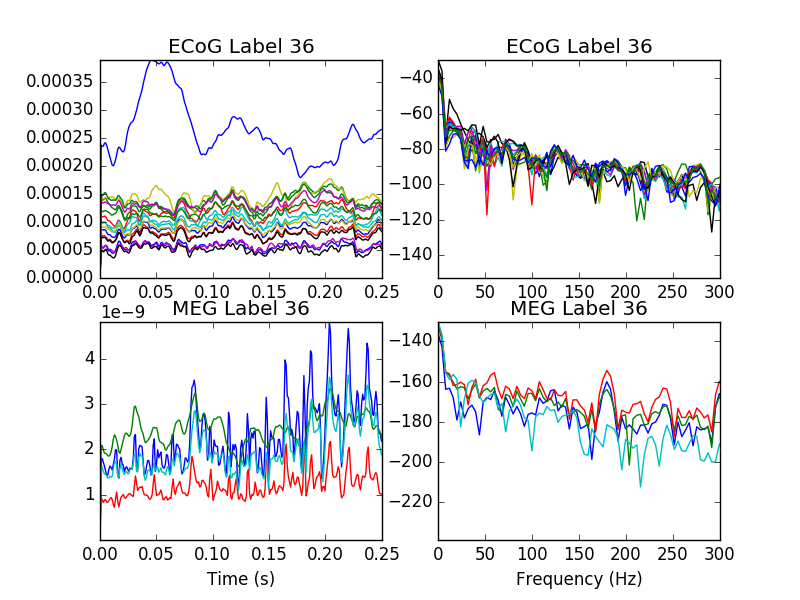 ECoG Label 36
ECoG Label 36
0.00035
0.00030
0.00025
0.00020
0.00015
0.00010
0.00005
0.00000
0.00 0.05 0.10 0.15 0.20 0.25
−40
−60
−80
−100
−120
−140
0 50 100 150 200 250 300
1e−9
MEG Label 36
MEG Label 36
4
3
2
1
0.00 0.05 0.10 0.15 0.20 0.25
Time (s)
−140
−160
−180
−200
−220
0 50 100 150 200 250 300
Frequency (Hz)